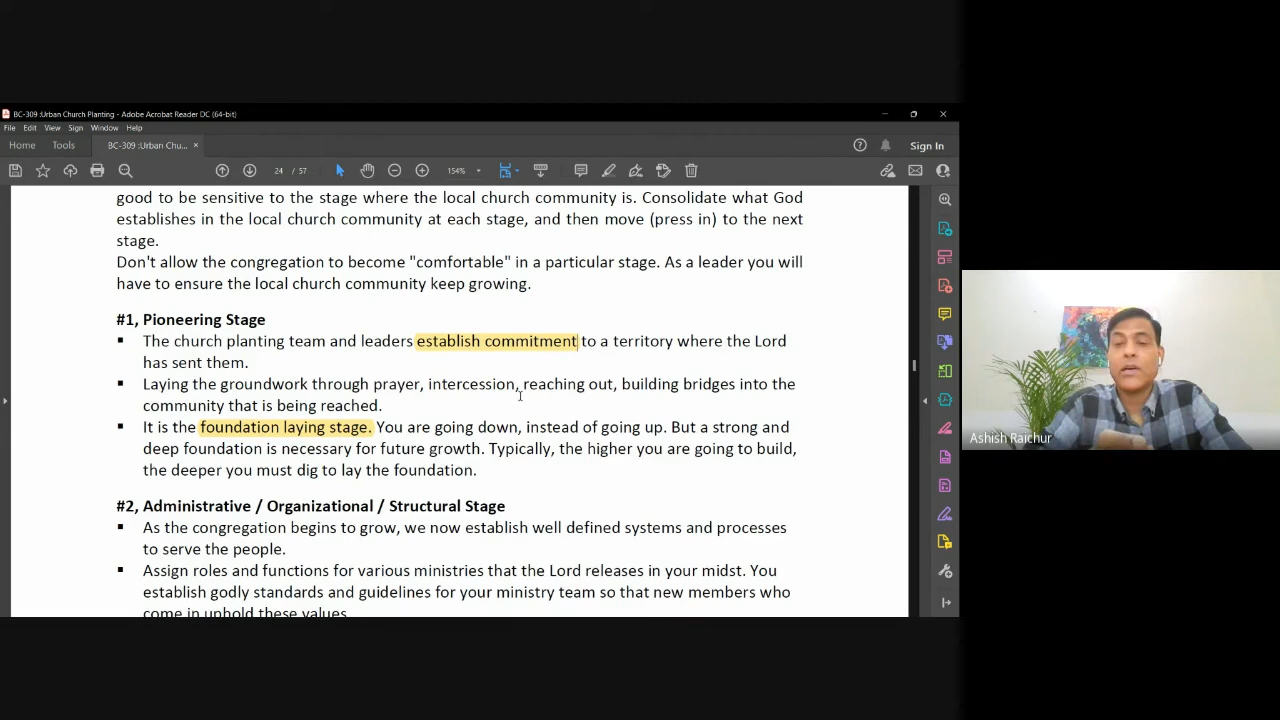 BC-309 :Urban Church Planting - Adobe Acrobat Reader DC (64-bit)
File Edit View Sign Window Help
Home Tools BC-309 :Urban Chu... × Sign In
24 / 57 154%
good to be sensitive to the stage where the local church community is. Consolidate what God
establishes in the local church community at each stage, and then move (press in) to the next
stage.
Don't allow the congregation to become "comfortable" in a particular stage. As a leader you will
have to ensure the local church community keep growing.
#1, Pioneering Stage
▪ The church planting team and leaders establish commitment to a territory where the Lord
has sent them.
▪ Laying the groundwork through prayer, intercession, reaching out, building bridges into the
community that is being reached.
▪ It is the foundation laying stage. You are going down, instead of going up. But a strong and
deep foundation is necessary for future growth. Typically, the higher you are going to build,
the deeper you must dig to lay the foundation.
#2, Administrative / Organizational / Structural Stage
▪ As the congregation begins to grow, we now establish well defined systems and processes
to serve the people.
▪ Assign roles and functions for various ministries that the Lord releases in your midst. You
establish godly standards and guidelines for your ministry team so that new members who
come in uphold these values.
Ashish Raichur